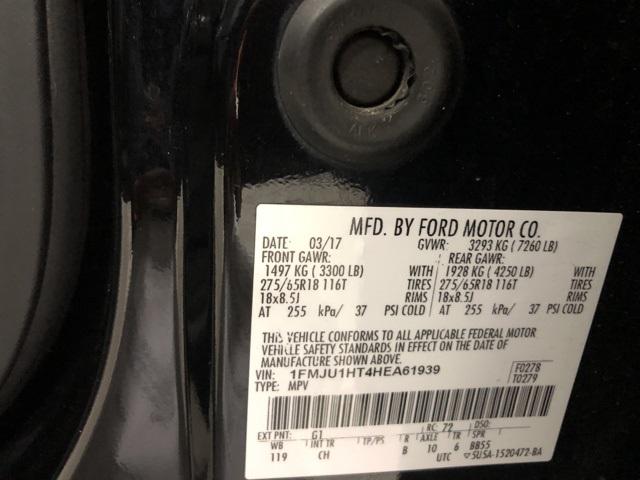 MFD. BY FORD MOTOR CO.
DATE: 03/17 GVWR: 3293 KG ( 7260 LB)
FRONT GAWR: REAR GAWR:
1497 KG ( 3300 LB) WITH 1928 KG ( 4250 LB) WITH
275/65R18 116T TIRES 275/65R18 116T TIRES
18x8.5J RIMS 18x8.5J RIMS
AT 255 kPa/ 37 PSI COLD AT 255 kPa/ 37 PSI COLD
THIS VEHICLE CONFORMS TO ALL APPLICABLE FEDERAL MOTOR
VEHICLE SAFETY STANDARDS IN EFFECT ON THE DATE OF
MANUFACTURE SHOWN ABOVE.
VIN: 1FMJU1HT4HEA61939 F0278
TYPE: MPV T0279
EXT PNT: G1 RC: 72 DSO:
WB INT TR TP/PS R AXLE TR SPR
119 CH B 10 6 BB55
UTC 5U5A-1520472-BA